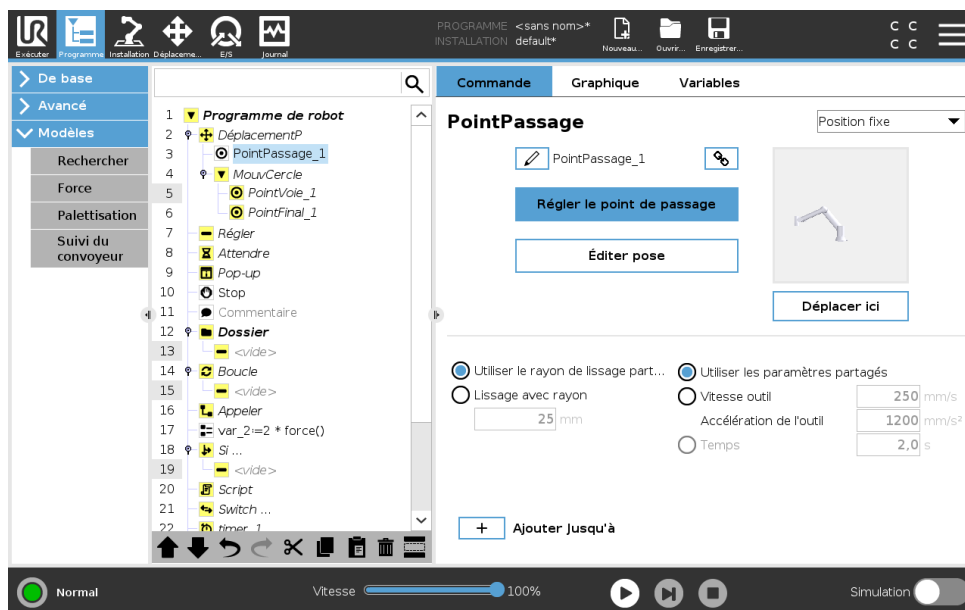 UR
PROGRAMME <sans nom>*
INSTALLATION default*
Exécuter Programme Installation Déplaceme... E/S Journal
Nouveau... Ouvrir... Enregistrer...
C C
C C
De base
Avancé
Modèles
Rechercher
Force
Palettisation
Suivi du
convoyeur
1 Programme de robot
2 DéplacementP
3 PointPassage_1
4 MouvCercle
5 PointVoie_1
6 PointFinal_1
7 Régler
8 Attendre
9 Pop-up
10 Stop
11 Commentaire
12 Dossier
13 <vide>
14 Boucle
15 <vide>
16 Appeler
17 var_2:=2 * force()
18 Si ...
19 <vide>
20 Script
21 Switch ...
22 timer_1
Commande Graphique Variables
PointPassage
Position fixe
PointPassage_1
Régler le point de passage
Éditer pose
Déplacer ici
Utiliser le rayon de lissage part...
Lissage avec rayon
25 mm
Utiliser les paramètres partagés
Vitesse outil 250 mm/s
Accélération de l'outil 1200 mm/s²
Temps 2,0 s
+ Ajouter Jusqu'à
Normal
Vitesse 100%
Simulation